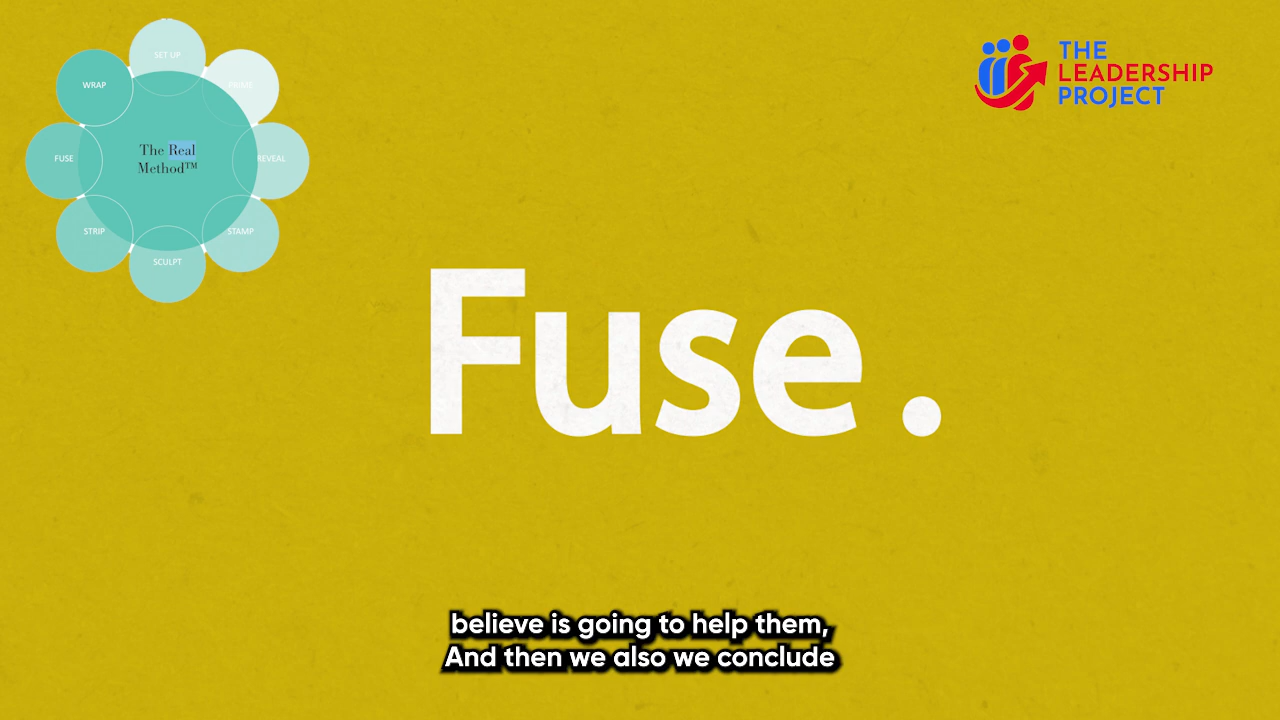 SET UP
WRAP
PRIME
The Real
Method™
FUSE
REVEAL
STRIP
STAMP
SCULPT
THE
LEADERSHIP
PROJECT
Fuse.
believe is going to help them,
And then we also we conclude